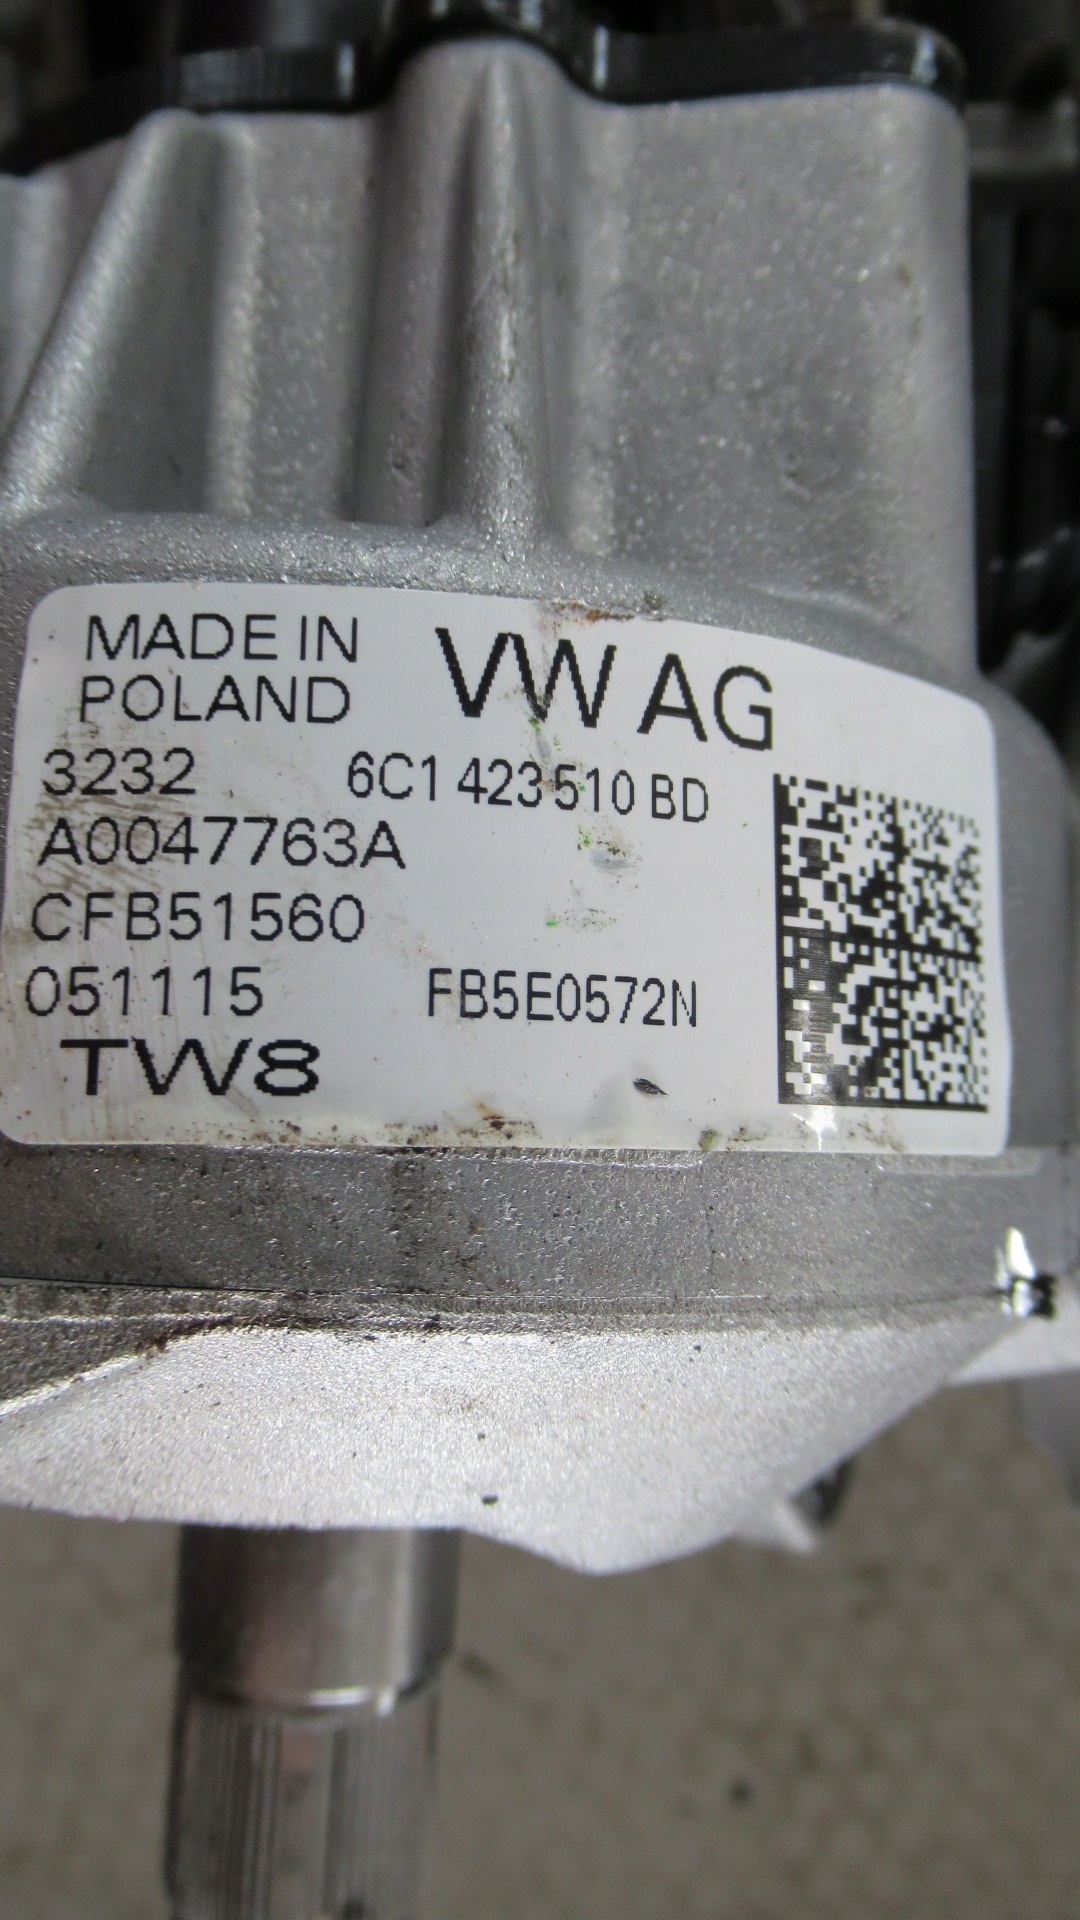 MADE IN
POLAND
VW AG
3232 6C1 423 510 BD
A0047763A
CFB51560
051115 FB5E0572N
TW8